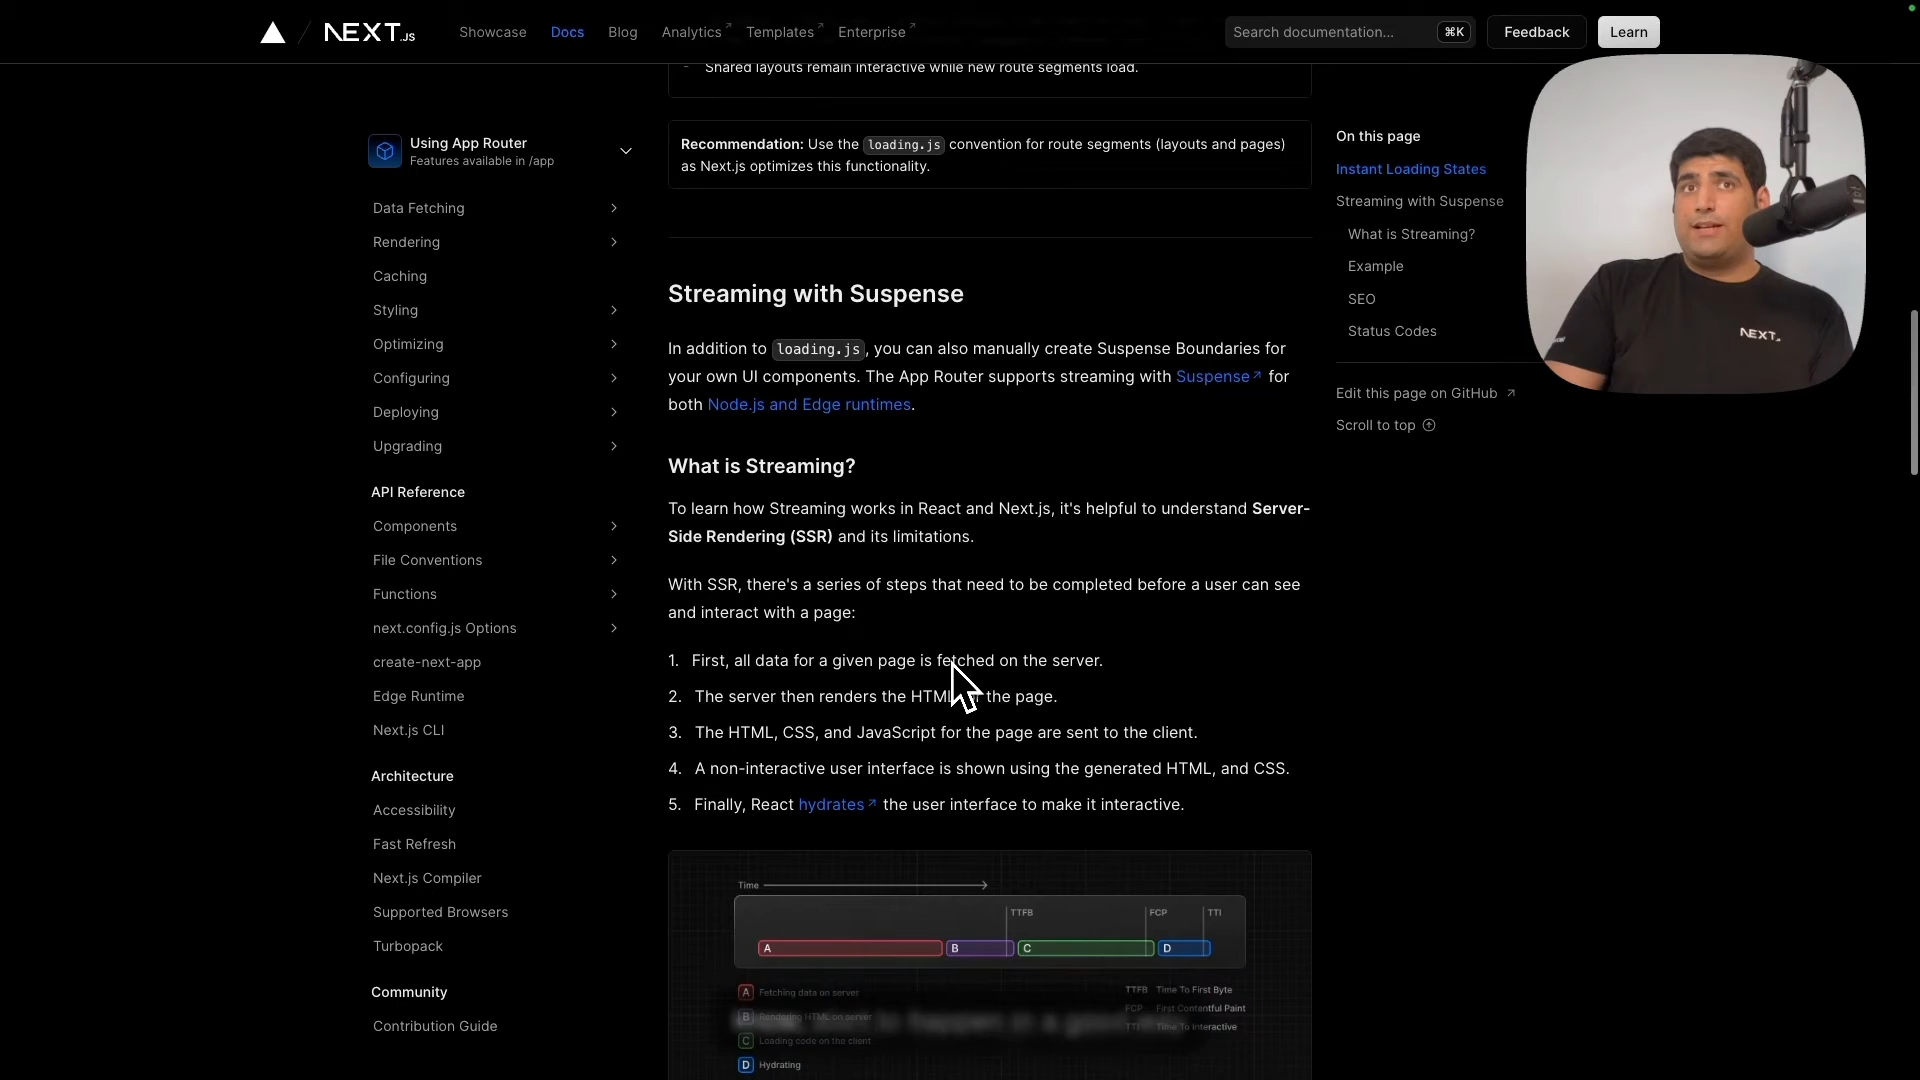 NEXT.JS
Showcase
Docs
Blog
Analytics
Templates
Enterprise
Search documentation...
⌘K
Feedback
Learn
Using App Router
Features available in /app
Data Fetching
Rendering
Caching
Styling
Optimizing
Configuring
Deploying
Upgrading
API Reference
Components
File Conventions
Functions
next.config.js Options
create-next-app
Edge Runtime
Next.js CLI
Architecture
Accessibility
Fast Refresh
Next.js Compiler
Supported Browsers
Turbopack
Community
Contribution Guide
- Shared layouts remain interactive while new route segments load.
Recommendation: Use the loading.js convention for route segments (layouts and pages)
as Next.js optimizes this functionality.
Streaming with Suspense
In addition to loading.js, you can also manually create Suspense Boundaries for
your own UI components. The App Router supports streaming with Suspense for
both Node.js and Edge runtimes.
What is Streaming?
To learn how Streaming works in React and Next.js, it's helpful to understand Server-
Side Rendering (SSR) and its limitations.
With SSR, there's a series of steps that need to be completed before a user can see
and interact with a page:
1. First, all data for a given page is fetched on the server.
2. The server then renders the HTML the page.
3. The HTML, CSS, and JavaScript for the page are sent to the client.
4. A non-interactive user interface is shown using the generated HTML, and CSS.
5. Finally, React hydrates the user interface to make it interactive.
Time
TTFB
FCP
TTI
A
B
C
D
A Fetching data on server
B Rendering HTML on server
C Loading code on the client
D Hydrating
TTFB Time To First Byte
FCP First Contentful Paint
TTI Time To Interactive
On this page
Instant Loading States
Streaming with Suspense
What is Streaming?
Example
SEO
Status Codes
Edit this page on GitHub
Scroll to top
NEXT.